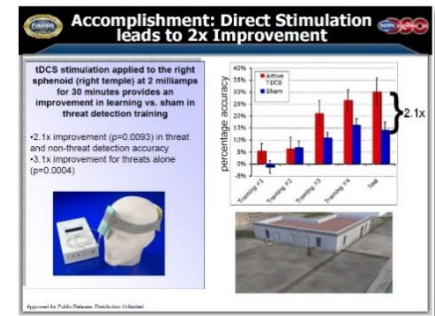 DARPA
Accomplishment: Direct Stimulation
leads to 2x Improvement
tDCS stimulation applied to the right
sphenoid (right temple) at 2 milliamps
for 30 minutes provides an
improvement in learning vs. sham in
threat detection training
•2.1x improvement (p=0.0093) in threat
and non-threat detection accuracy
•3.1x improvement for threats alone
(p=0.0004)
percentage accuracy
40%
35%
30%
25%
20%
15%
10%
5%
0%
-5%
Active
TDCS
Sham
2.1x
Training #1
Training #2
Training #3
Training #4
Test
Approved for Public Release, Distribution Unlimited